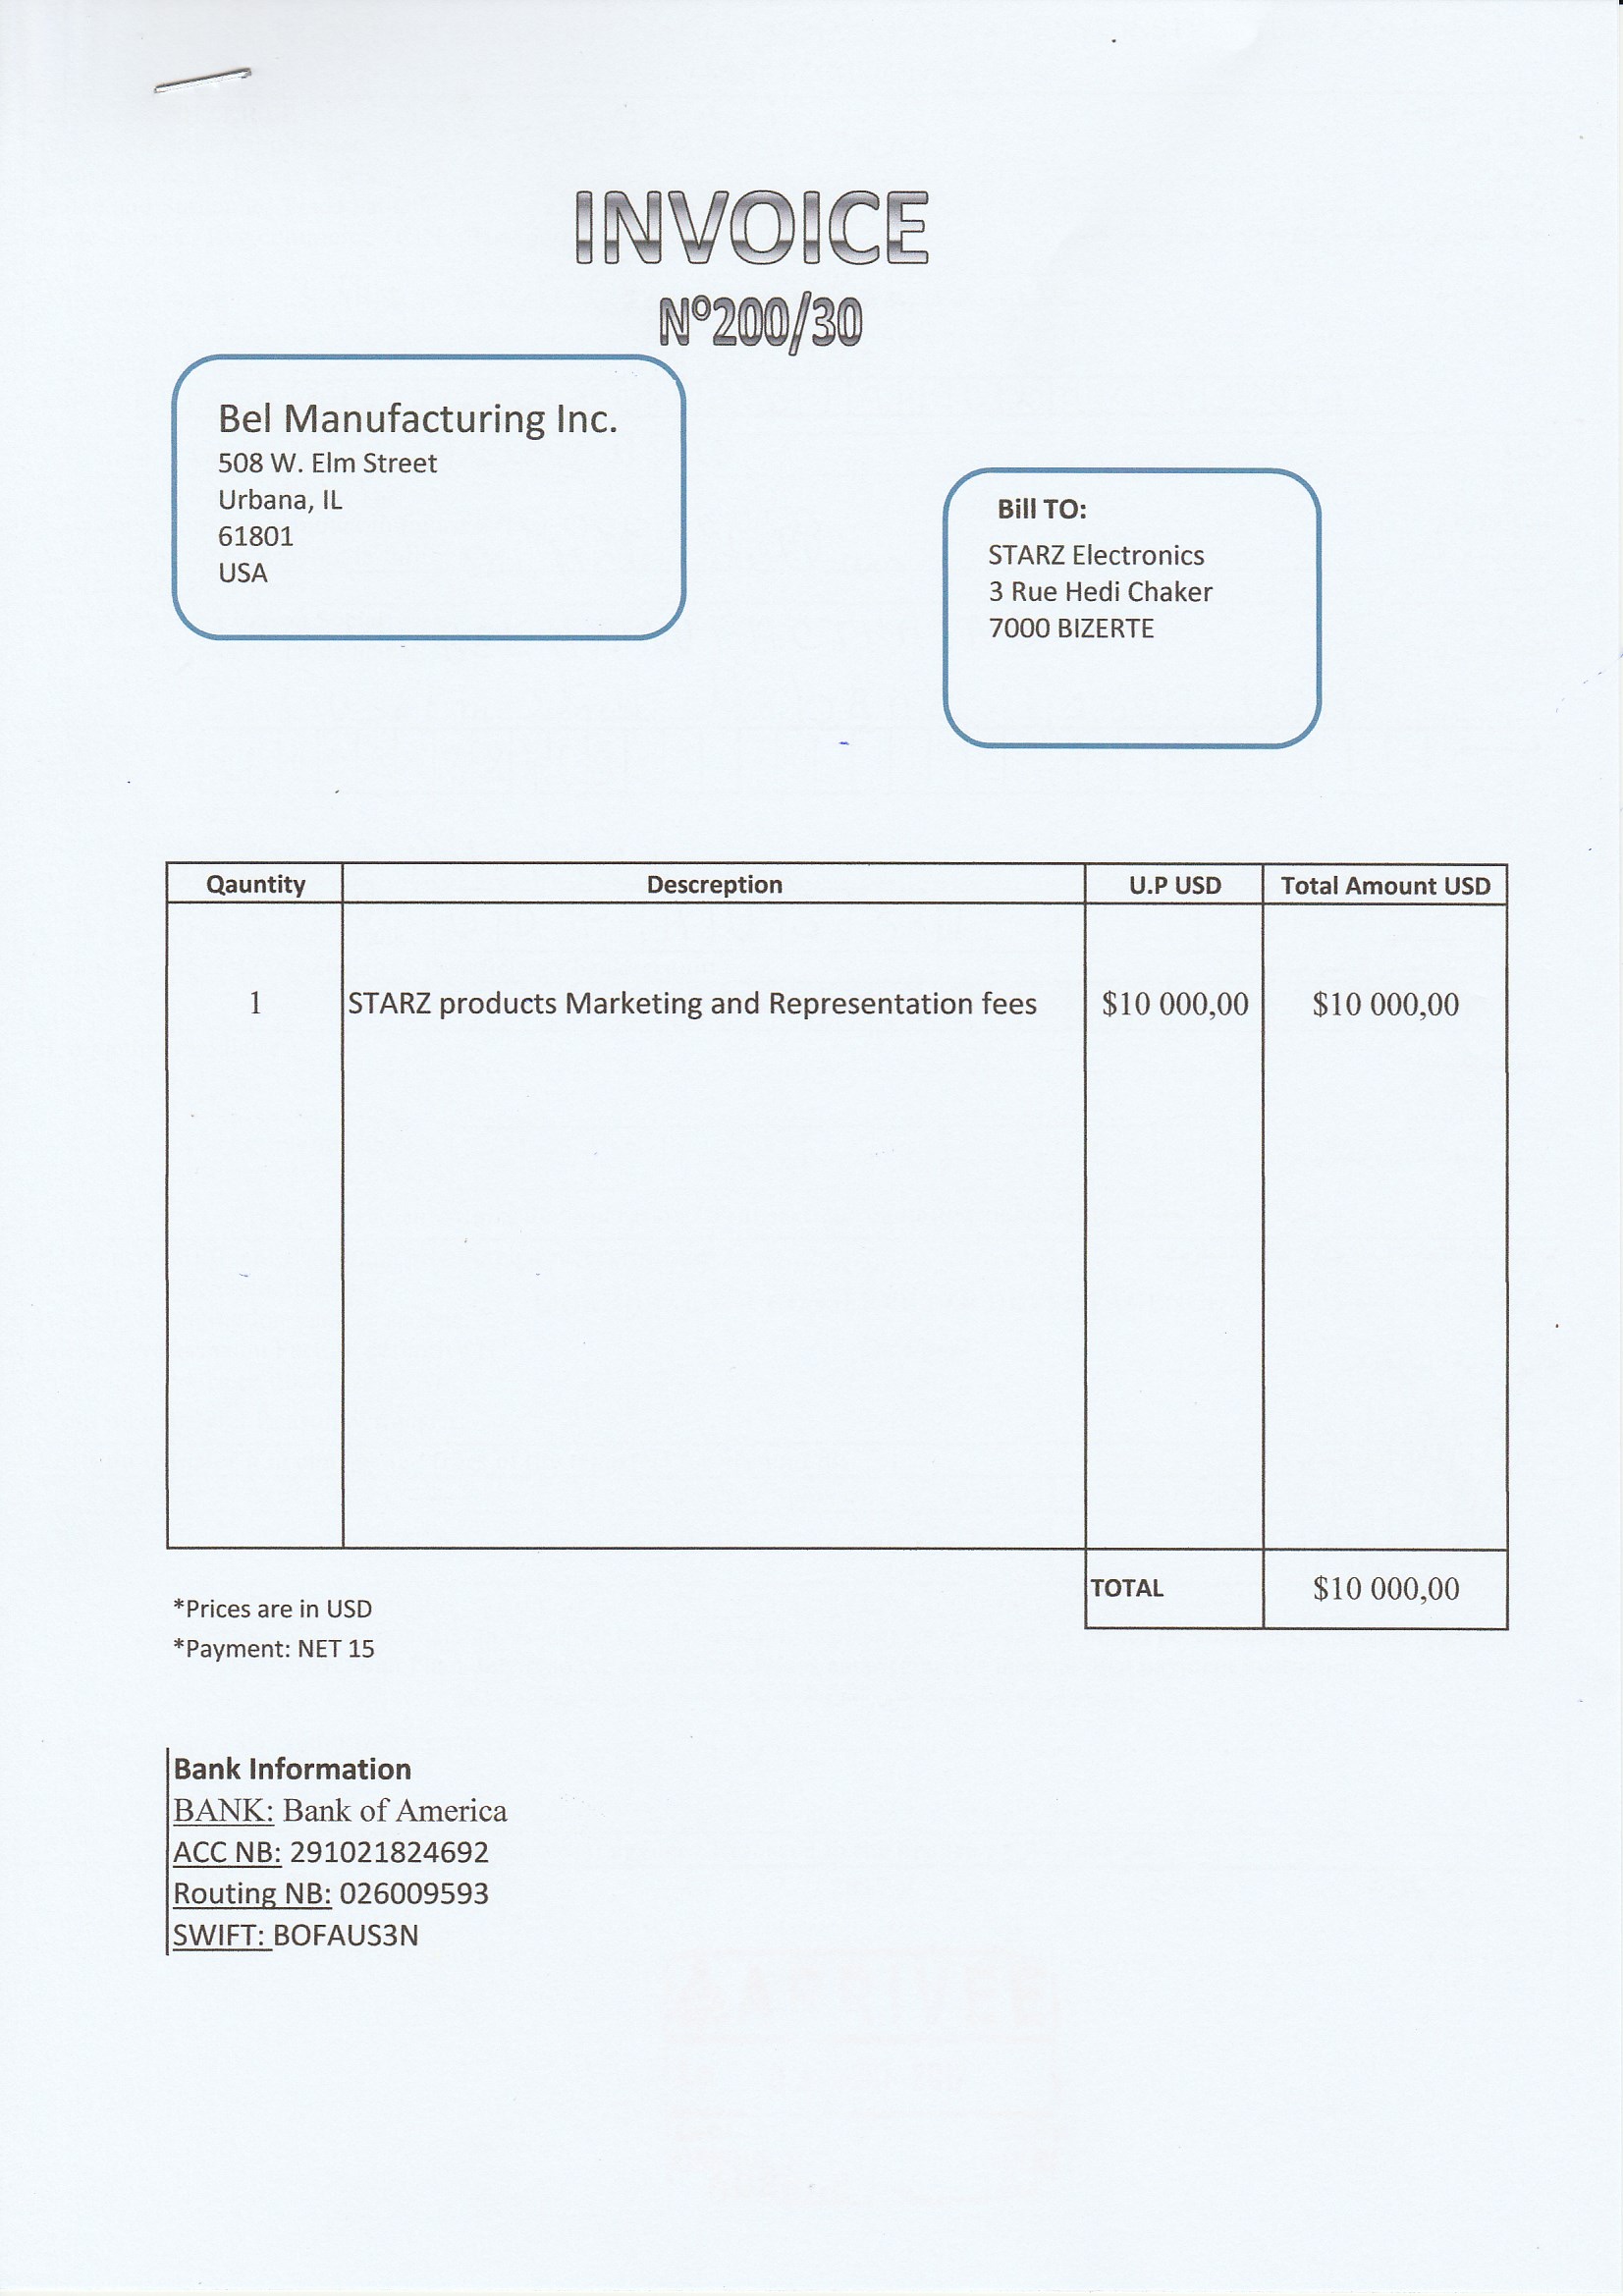 INVOICE
Nº200/30
Bel Manufacturing Inc.
508 W. Elm Street
Urbana, IL
61801
USA
Bill TO:
STARZ Electronics
3 Rue Hedi Chaker
7000 BIZERTE
Qauntity Descreption U.P USD Total Amount USD
1 STARZ products Marketing and Representation fees $10 000,00 $10 000,00
TOTAL $10 000,00
*Prices are in USD
*Payment: NET 15
Bank Information
BANK: Bank of America
ACC NB: 291021824692
Routing NB: 026009593
SWIFT: BOFAUS3N